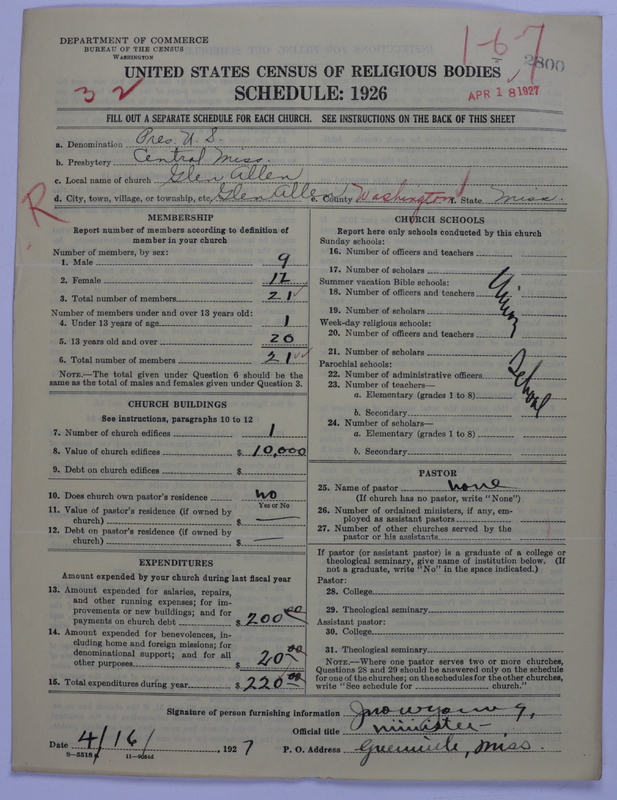 DEPARTMENT OF COMMERCE
BUREAU OF THE CENSUS
WASHINGTON
1-6-7
2800
UNITED STATES CENSUS OF RELIGIOUS BODIES
32
SCHEDULE: 1926
APR 18 1927
FILL OUT A SEPARATE SCHEDULE FOR EACH CHURCH. SEE INSTRUCTIONS ON THE BACK OF THIS SHEET
a. Denomination Pres. U. S.
b. Presbytery Central Miss.
c. Local name of church Glen Allen
d. City, town, village, or township, etc. Glen Allen e. County Washington f. State Miss.
R
MEMBERSHIP
Report number of members according to definition of
member in your church
Number of members, by sex:
1. Male 9
2. Female 12
3. Total number of members 21
Number of members under and over 13 years old:
4. Under 13 years of age 1
5. 13 years old and over 20
6. Total number of members 21
NOTE.—The total given under Question 6 should be
same as the total of males and females given under Question 3.
CHURCH BUILDINGS
See instructions, paragraphs 10 to 12
7. Number of church edifices 1
8. Value of church edifices $ 10,000
9. Debt on church edifices $
10. Does church own pastor's residence No
Yes or No
11. Value of pastor's residence (if owned by
church) $ —
12. Debt on pastor's residence (if owned by
church) $ —
EXPENDITURES
Amount expended by your church during last fiscal year
13. Amount expended for salaries, repairs,
and other running expenses; for im-
provements or new buildings; and for
payments on church debt $ 200 00
14. Amount expended for benevolences, in-
cluding home and foreign missions; for
denominational support; and for all
other purposes 20 00
15. Total expenditures during year $ 220 00
CHURCH SCHOOLS
Report here only schools conducted by this church
Sunday schools:
16. Number of officers and teachers
17. Number of scholars
Summer vacation Bible schools:
18. Number of officers and teachers
19. Number of scholars
Week-day religious schools:
20. Number of officers and teachers
21. Number of scholars
Parochial schools:
22. Number of administrative officers
23. Number of teachers—
a. Elementary (grades 1 to 8)
b. Secondary
24. Number of scholars—
a. Elementary (grades 1 to 8)
b. Secondary
Union School
PASTOR
25. Name of pastor none
(If church has no pastor, write "None")
26. Number of ordained ministers, if any, em-
ployed as assistant pastors
27. Number of other churches served by the
pastor or his assistants
If pastor (or assistant pastor) is a graduate of a college or
theological seminary, give name of institution below. (If
not a graduate, write "No" in the space indicated.)
Pastor:
28. College
29. Theological seminary
Assistant pastor:
30. College
31. Theological seminary
NOTE.—Where one pastor serves two or more churches,
Questions 28 and 29 should be answered only on the schedule
for one of the churches; on the schedules for the other churches,
write "See schedule for church."
Signature of person furnishing information Jno W Young,
Official title minister
Date 4/16/, 1927 P. O. Address Greenville, Miss.